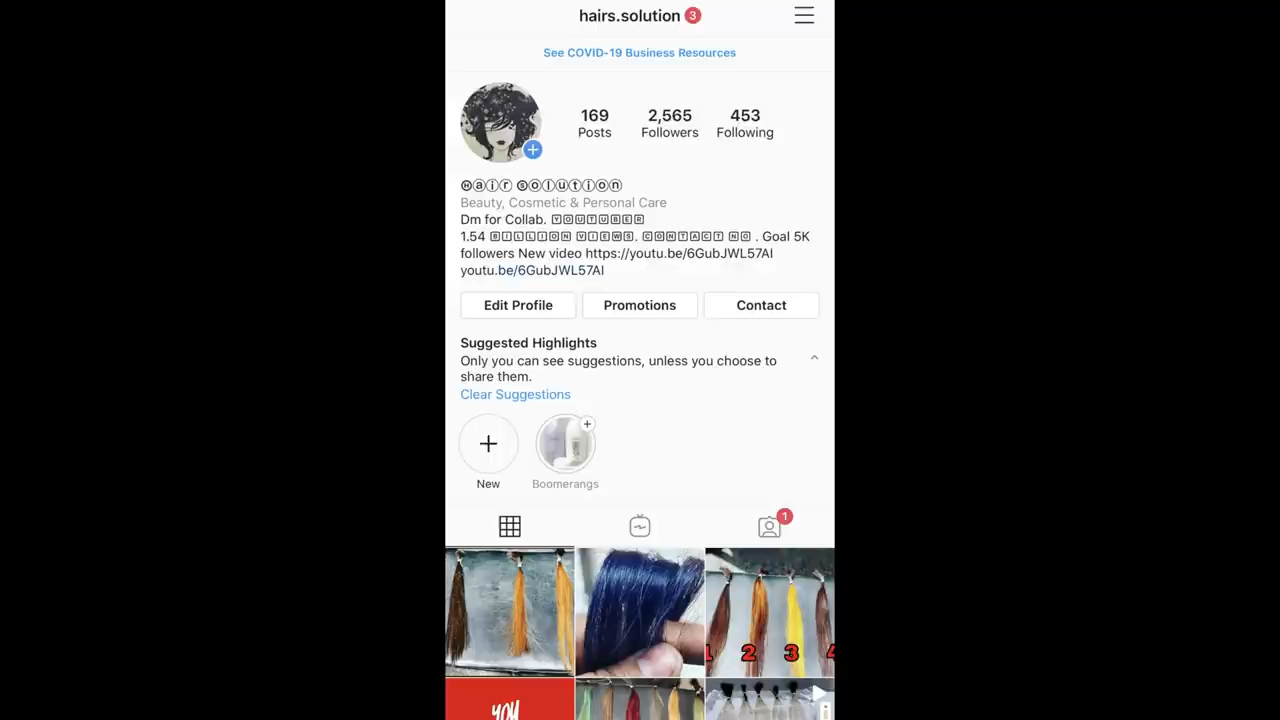 hairs.solution 3
See COVID-19 Business Resources
169 2,565 453
Posts Followers Following
Ⓗⓐⓘⓡ Ⓢⓞⓛⓤⓣⓘⓞⓝ
Beauty, Cosmetic & Personal Care
Dm for Collab. 🅈🄾🅄🅃🅄🄱🄴🅁
1.54 🄱🄸🄻🄻🄸🄾🄽 🅅🄸🄴🅆🅂. 🄲🄾🄽🅃🄰🄲🅃 🄽🄾 . Goal 5K
followers New video https://youtu.be/6GubJWL57AI
youtu.be/6GubJWL57AI
Edit Profile Promotions Contact
Suggested Highlights
Only you can see suggestions, unless you choose to
share them.
Clear Suggestions
New Boomerangs
1
1 2 3 4
YOU